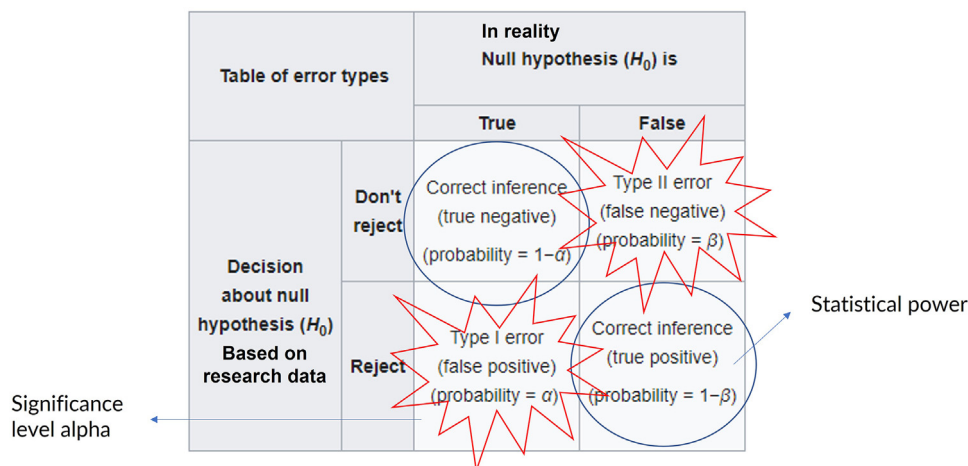 In reality
Null hypothesis (H0) is
Table of error types
True
False
Don't
reject
Correct inference
(true negative)
(probability = 1−α)
Type II error
(false negative)
(probability = β)
Decision
about null
hypothesis (H0)
Based on
research data
Reject
Type I error
(false positive)
(probability = α)
Correct inference
(true positive)
(probability = 1−β)
Statistical power
Significance
level alpha